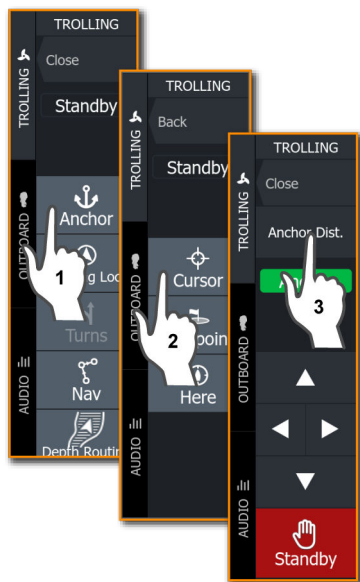 TROLLING
Close
TROLLING
Standby
OUTBOARD
Anchor
1
Turns
Nav
AUDIO
Depth
TROLLING
Back
TROLLING
Standby
Cursor
2
Here
AUDIO
TROLLING
Close
TROLLING
Anchor Dist.
3
OUTBOARD
AUDIO
Standby